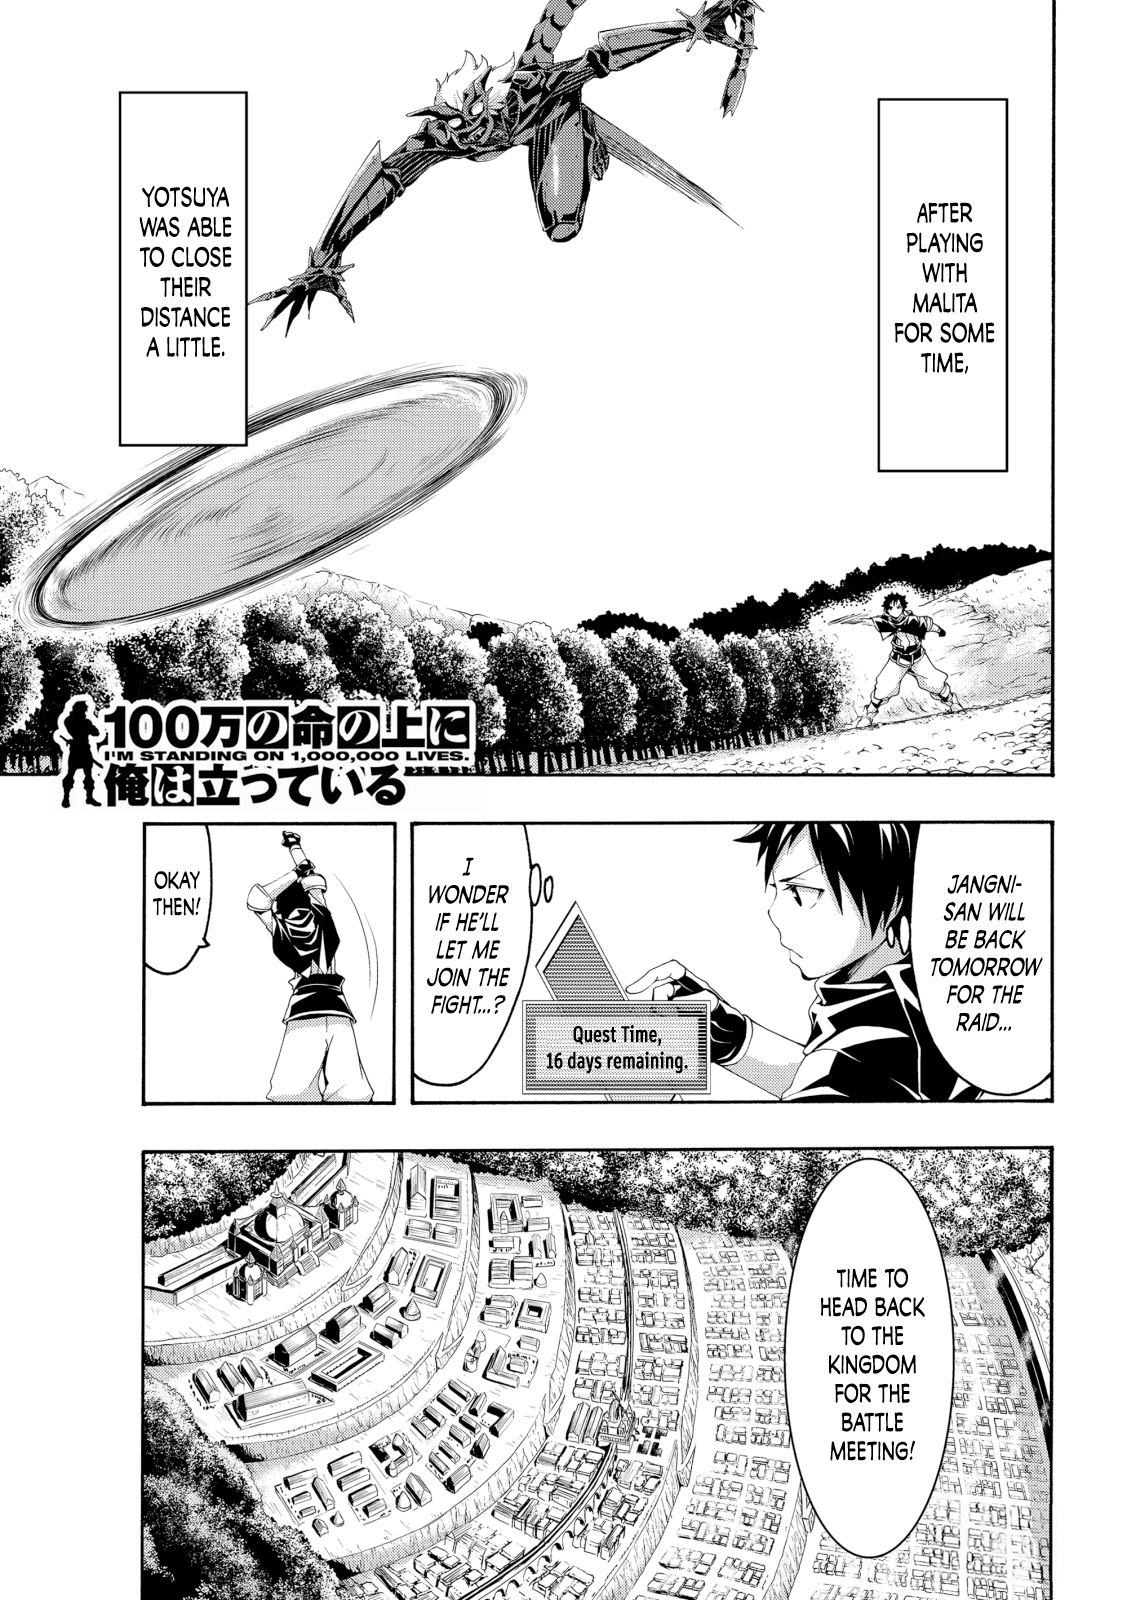 AFTER
PLAYING
WITH
MALITA
FOR SOME
TIME,
YOTSUYA
WAS ABLE
TO CLOSE
THEIR
DISTANCE
A LITTLE.
100万の命の上に
I'M STANDING ON 1,000,000 LIVES.
俺は立っている
JANGNI-
SAN WILL
BE BACK
TOMORROW
FOR THE
RAID...
I
WONDER
IF HE'LL
LET ME
JOIN THE
FIGHT...?
Quest Time,
16 days remaining.
OKAY
THEN!
TIME TO
HEAD BACK
TO THE
KINGDOM
FOR THE
BATTLE
MEETING!